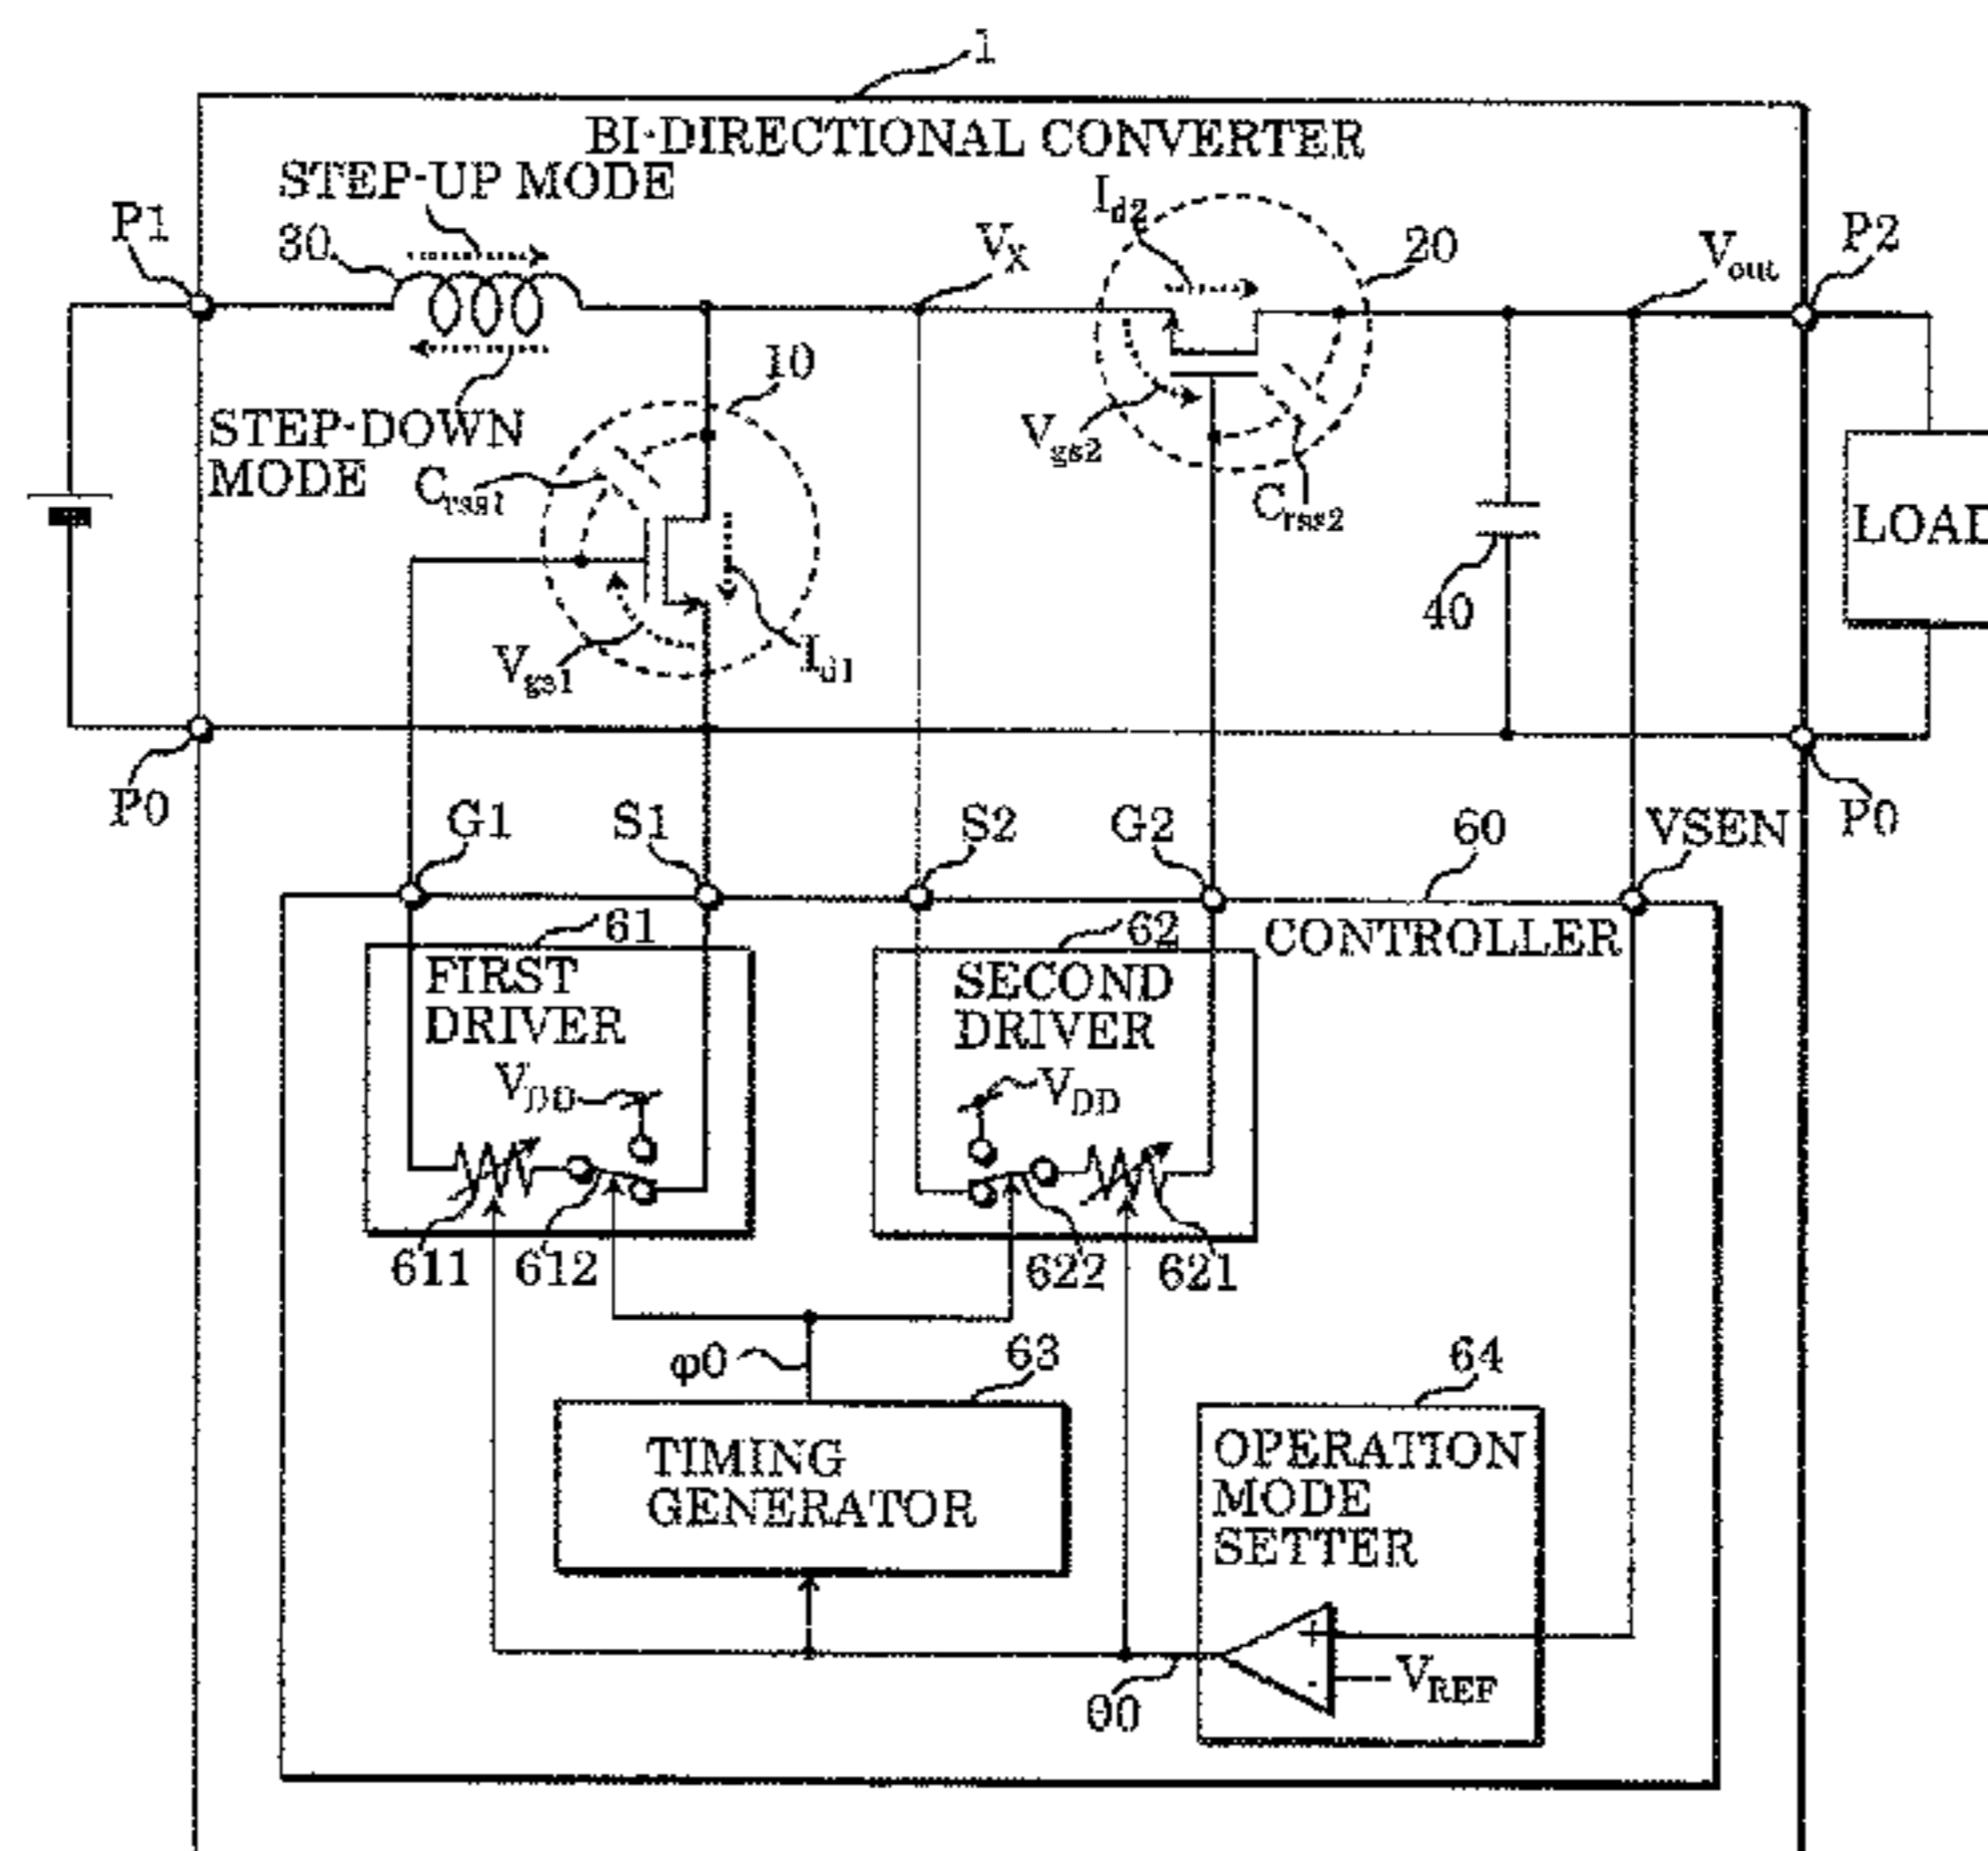 1
BI-DIRECTIONAL CONVERTER
STEP-UP MODE
P1
30
Vx
Id2
20
Vout
P2
10
STEP-DOWN
MODE
Crss1
Vgs2
Crss2
LOAD
40
Vgs1
Id1
P0
P0
G1
S1
S2
G2
60
VSEN
61
62
CONTROLLER
FIRST
DRIVER
SECOND
DRIVER
VDD
VDD
611
612
622
621
φ0
63
64
TIMING
GENERATOR
OPERATION
MODE
SETTER
+
-
VREF
θ0